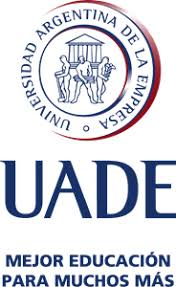 · UNIVERSIDAD ARGENTINA DE LA EMPRESA ·
UADE
MEJOR EDUCACIÓN
PARA MUCHOS MÁS